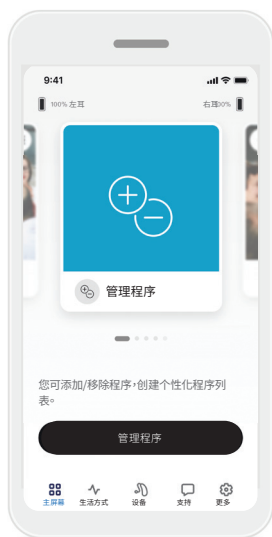 9:41
100% 左耳
右耳00%
管理程序
您可添加/移除程序,创建个性化程序列
表。
管理程序
主屏幕 生活方式 设备 支持 更多